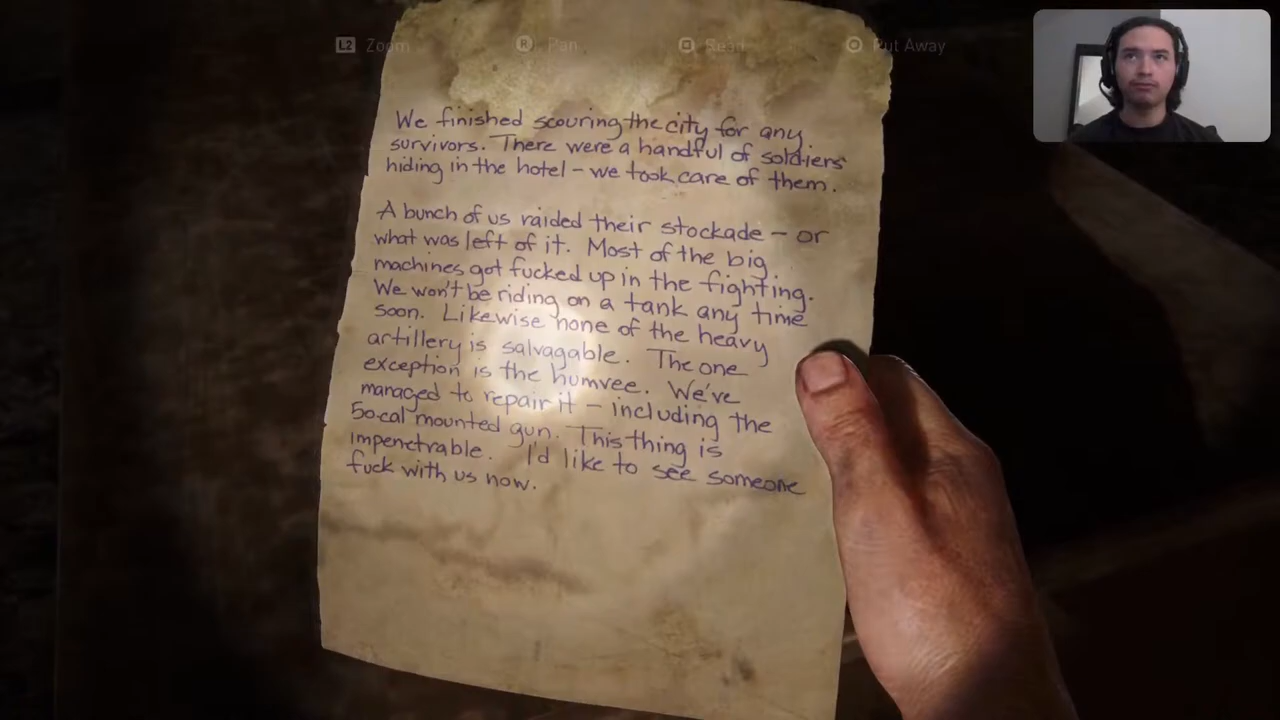 L2 Zoom R Pan Read Put Away
We finished scouring the city for any
survivors. There were a handful of soldiers
hiding in the hotel - we took care of them.
A bunch of us raided their stockade - or
what was left of it. Most of the big
machines got fucked up in the fighting.
We won't be riding on a tank any time
soon. Likewise none of the heavy
artillery is salvagable. The one
exception is the humvee. We've
managed to repair it - including the
50.cal mounted gun. This thing is
impenetrable. I'd like to see someone
fuck with us now.